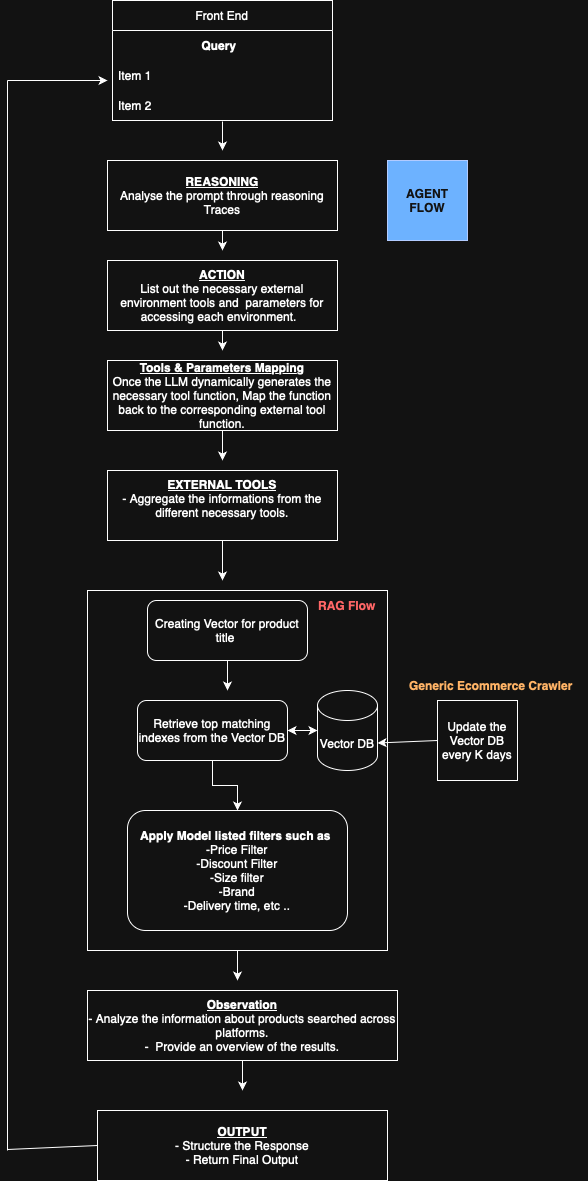 Front End
Query
Item 1
Item 2
REASONING
Analyse the prompt through reasoning
Traces
AGENT
FLOW
ACTION
List out the necessary external
environment tools and parameters for
accessing each environment.
Tools & Parameters Mapping
Once the LLM dynamically generates the
necessary tool function, Map the function
back to the corresponding external tool
function.
EXTERNAL TOOLS
- Aggregate the informations from the
different necessary tools.
RAG Flow
Creating Vector for product
title
Generic Ecommerce Crawler
Retrieve top matching
indexes from the Vector DB
Vector DB
Update the
Vector DB
every K days
Apply Model listed filters such as
-Price Filter
-Discount Filter
-Size filter
-Brand
-Delivery time, etc ..
Observation
- Analyze the information about products searched across
platforms.
- Provide an overview of the results.
OUTPUT
- Structure the Response
- Return Final Output